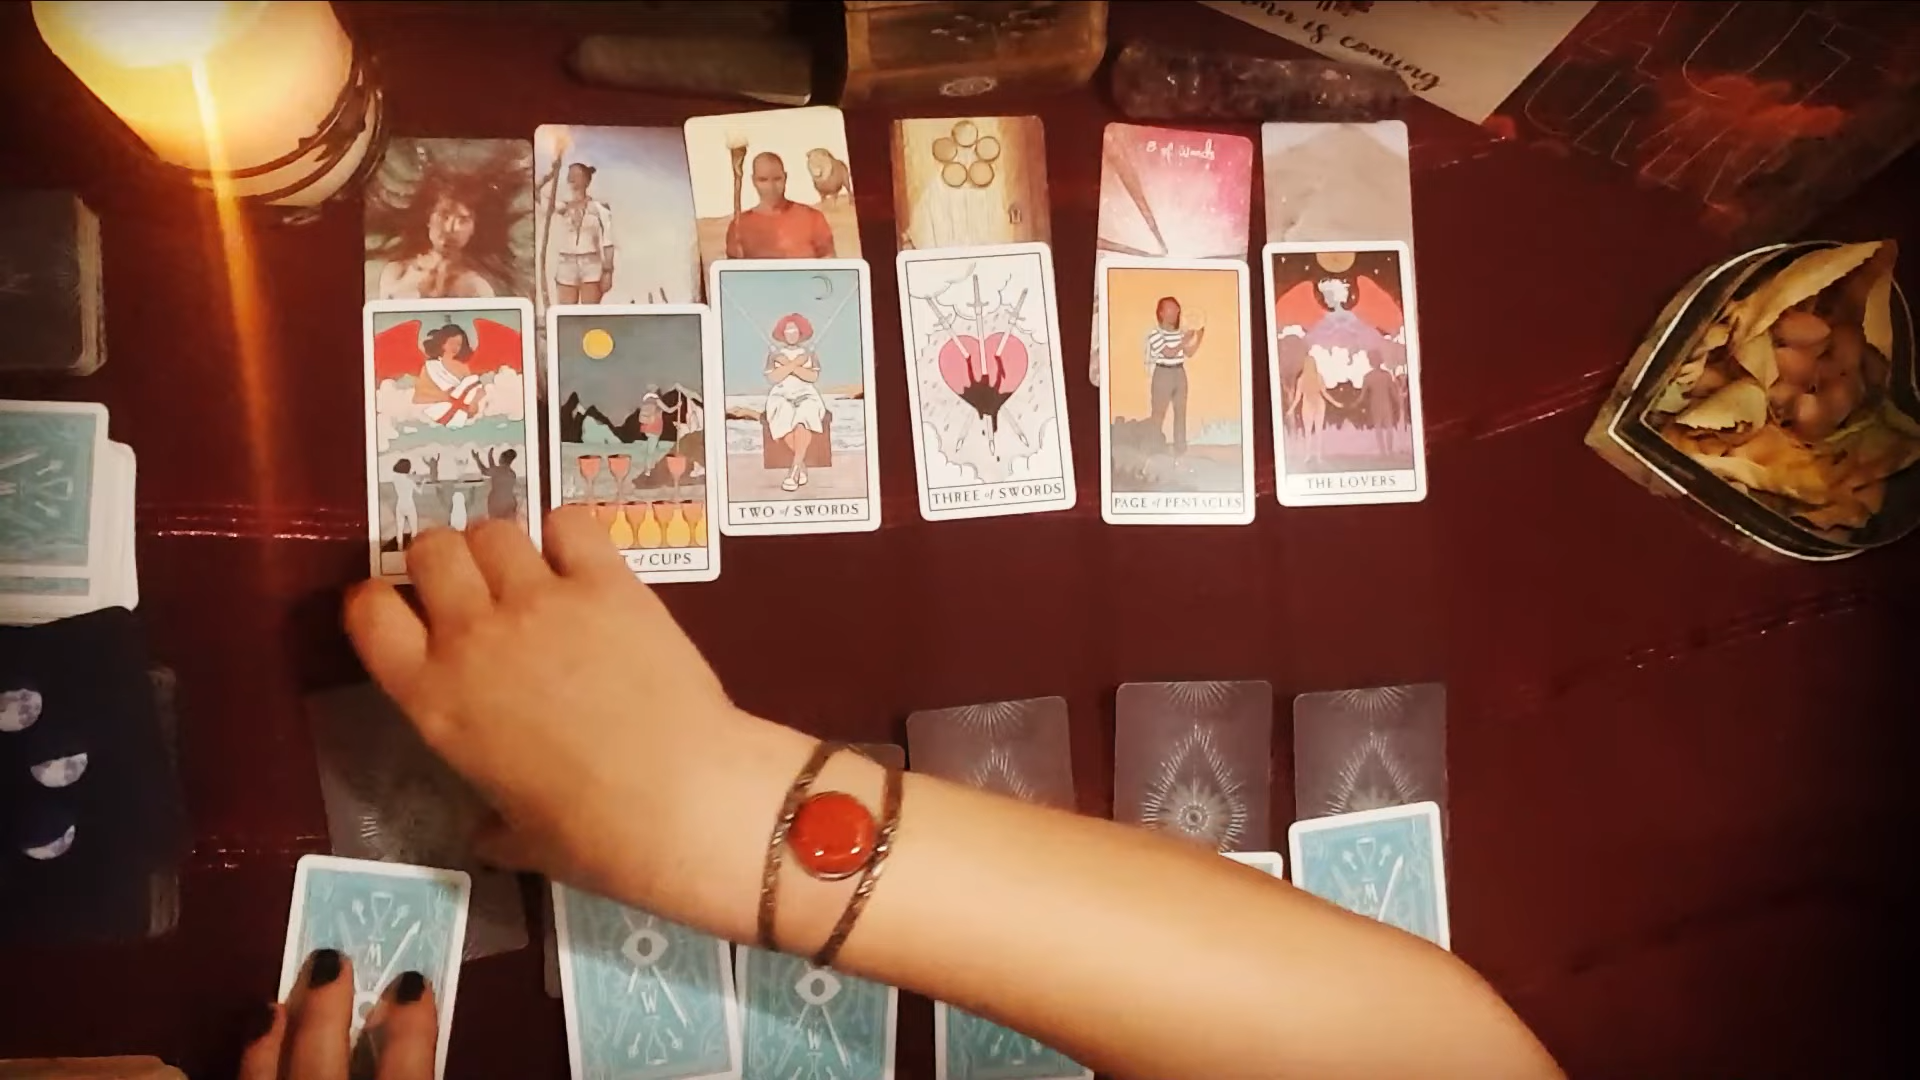 is coming
8 of Wands
T of CUPS
TWO of SWORDS
THREE of SWORDS
PAGE of PENTACLES
THE LOVERS
M
W
W
W
M